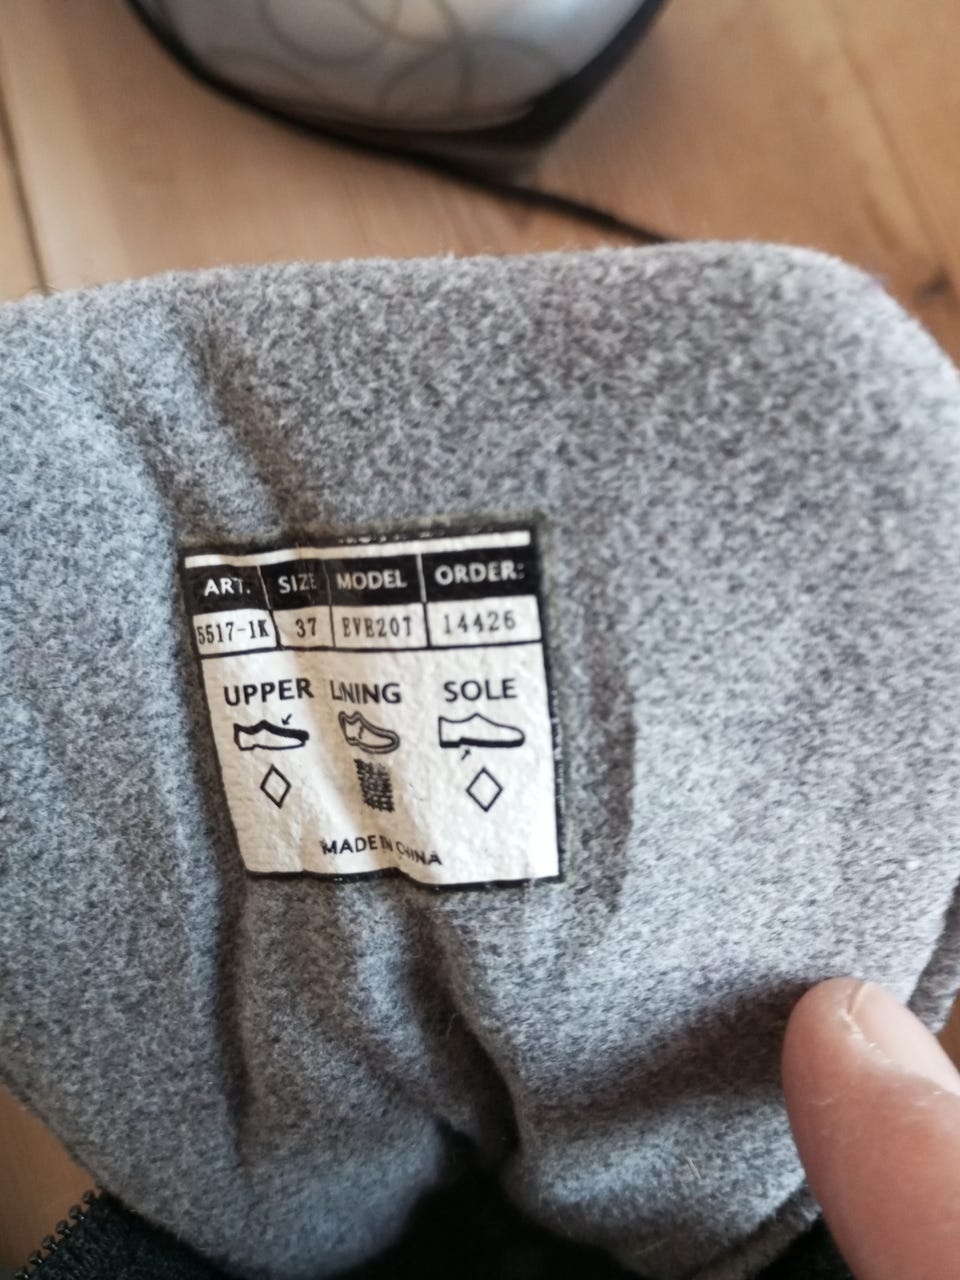 ART. SIZE MODEL ORDER:
5517-1K 37 EVE207 14426
UPPER LINING SOLE
MADE IN CHINA